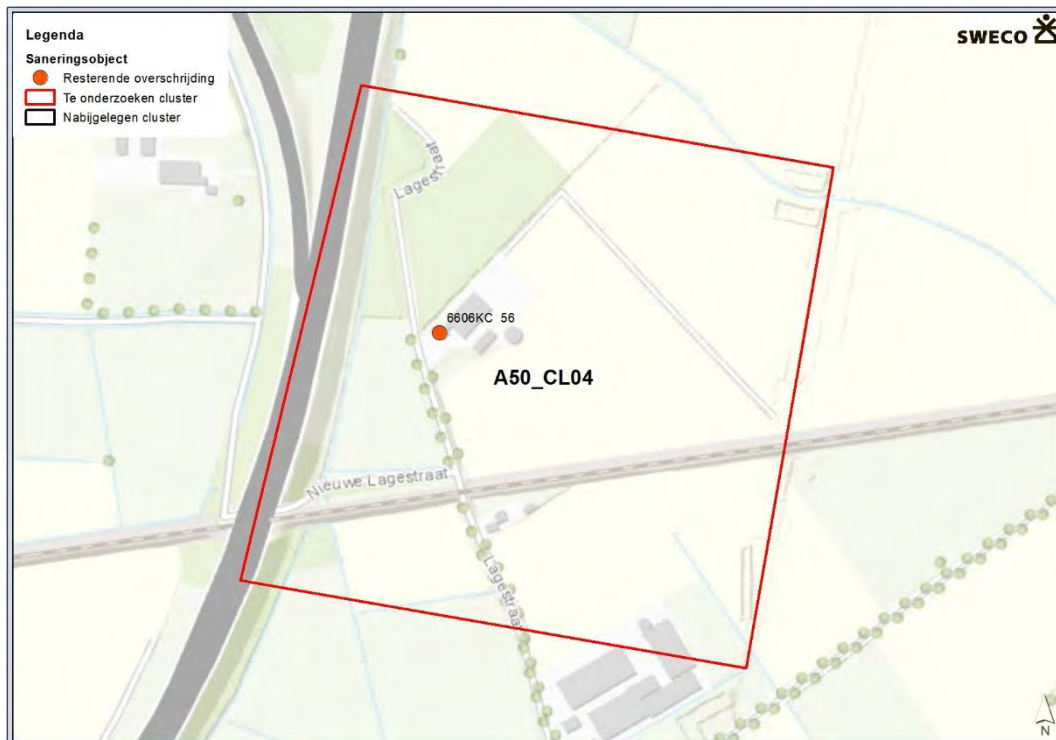 Legenda
Saneringsobject
Resterende overschrijding
Te onderzoeken cluster
Nabijgelegen cluster
SWECO
Lagestraat
6606KC 56
A50_CL04
Nieuwe Lagestraat
Lagestraat
N